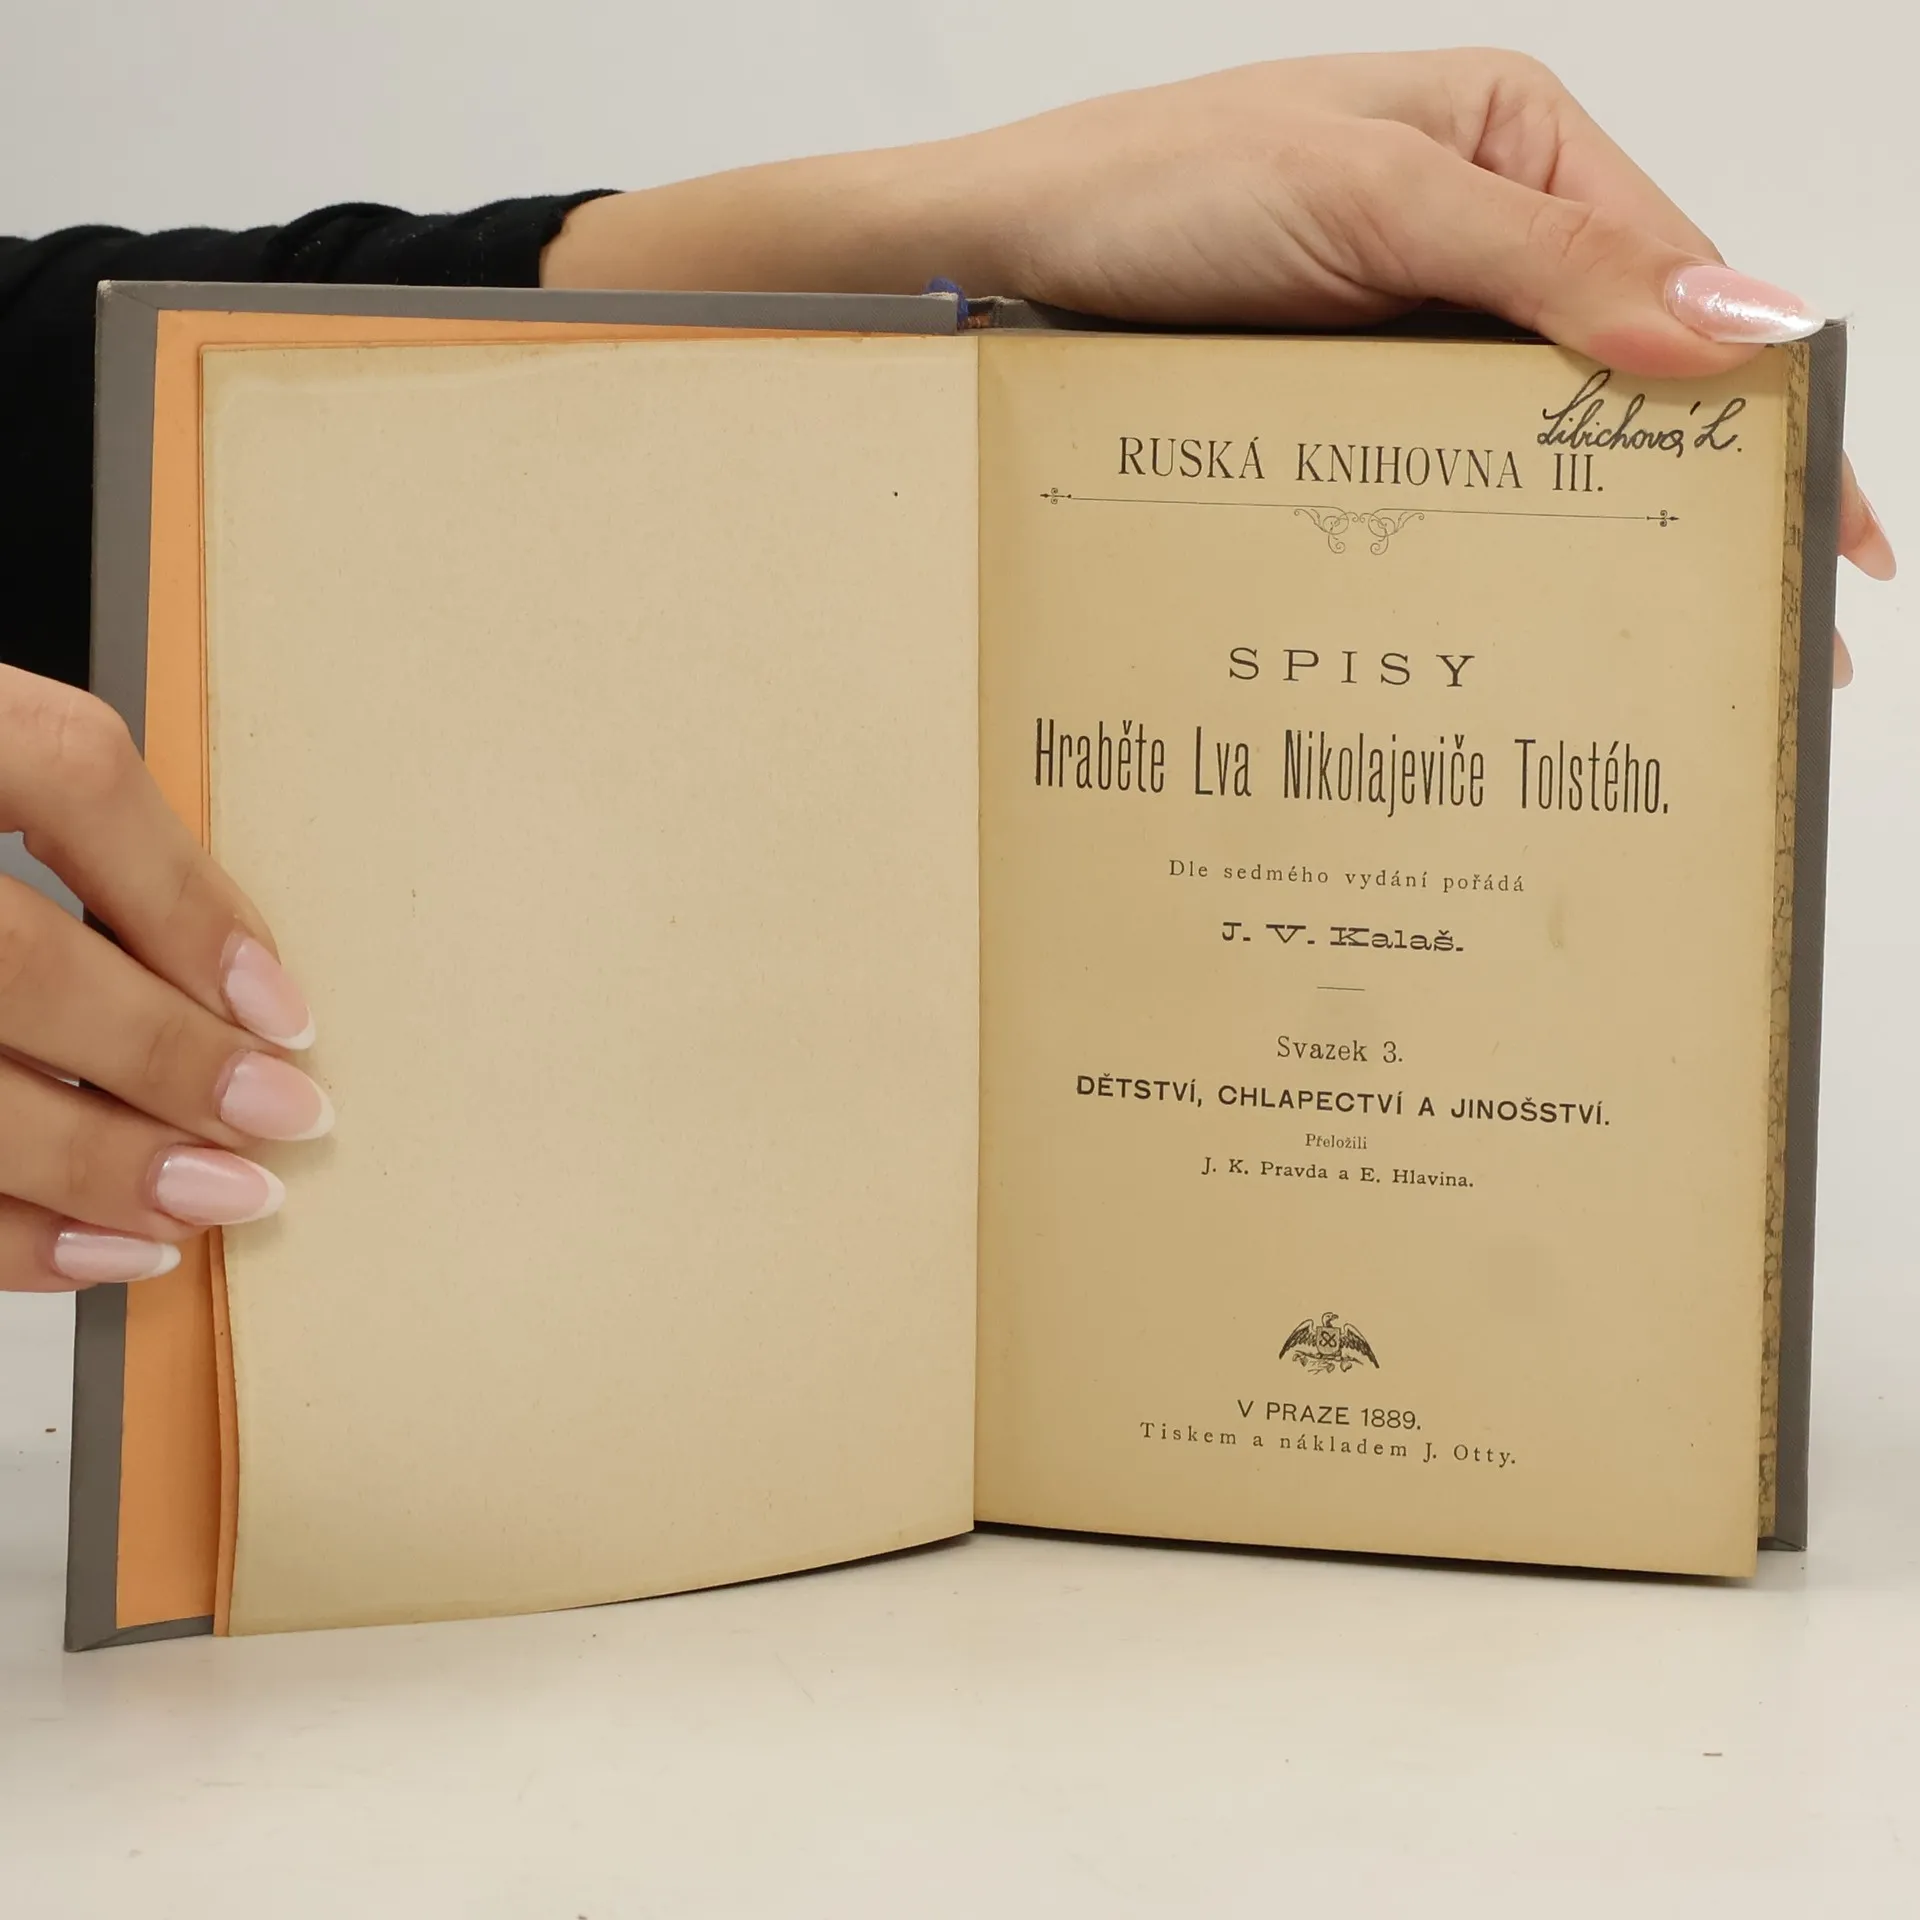 Libichová L.
RUSKÁ KNIHOVNA III.
SPISY
Hraběte Lva Nikolajeviče Tolstého.
Dle sedmého vydání pořádá
J. V. Kalaš.
Svazek 3.
DĚTSTVÍ, CHLAPECTVÍ A JINOŠSTVÍ.
Přeložili
J. K. Pravda a E. Hlavina.
V PRAZE 1889.
Tiskem a nákladem J. Otty.